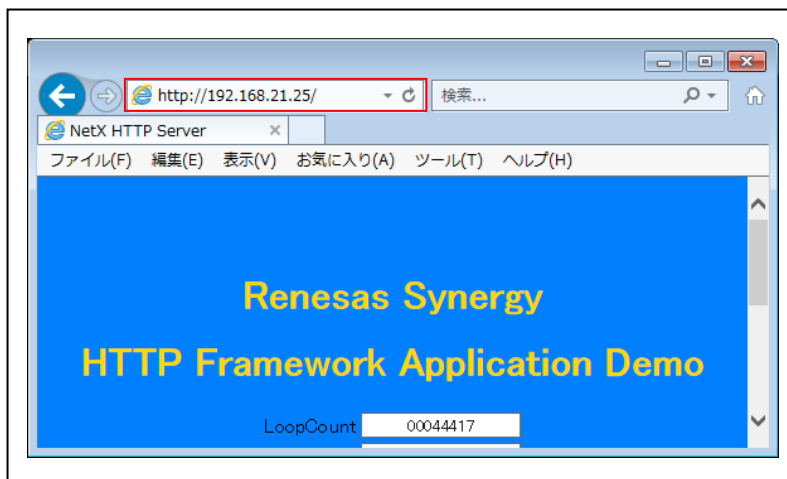 http://192.168.21.25/
検索...
NetX HTTP Server
ファイル(F) 編集(E) 表示(V) お気に入り(A) ツール(T) ヘルプ(H)
Renesas Synergy
HTTP Framework Application Demo
LoopCount 00044417